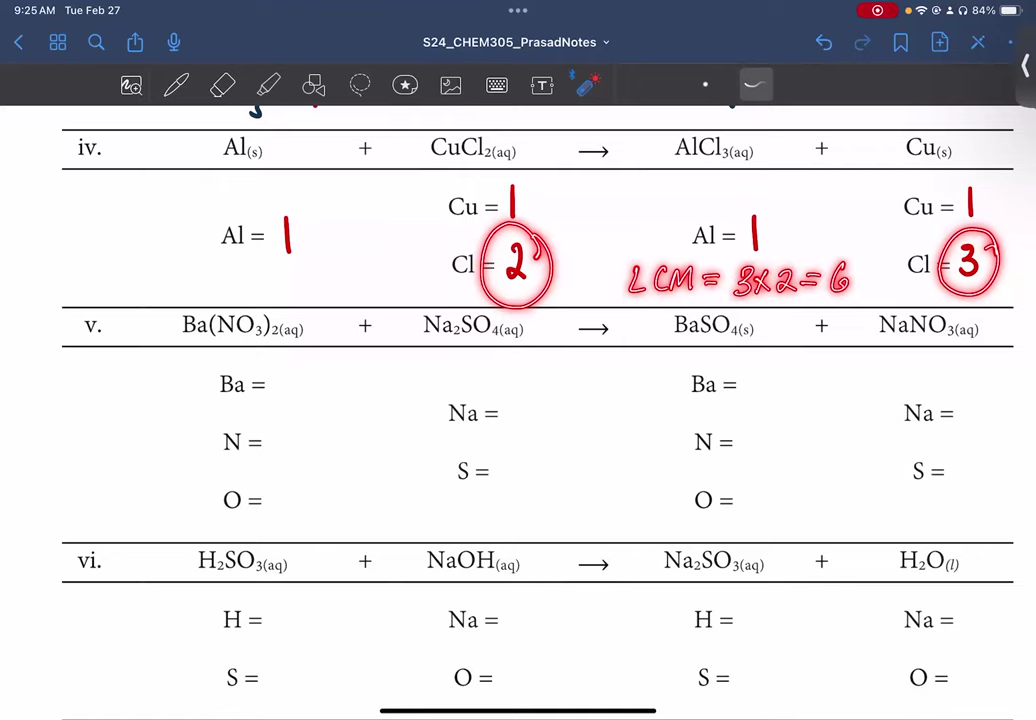 9:25 AM Tue Feb 27
84%
S24_CHEM305_PrasadNotes
iv. Al(s) + CuCl2(aq) ⟶ AlCl3(aq) + Cu(s)
Cu = 1 Cu = 1
Al = 1 Al = 1
Cl = 2 Cl = 3
LCM = 3×2 = 6
v. Ba(NO3)2(aq) + Na2SO4(aq) ⟶ BaSO4(s) + NaNO3(aq)
Ba = Ba =
Na = Na =
N = N =
S = S =
O = O =
vi. H2SO3(aq) + NaOH(aq) ⟶ Na2SO3(aq) + H2O(l)
H = Na = H = Na =
S = O = S = O =